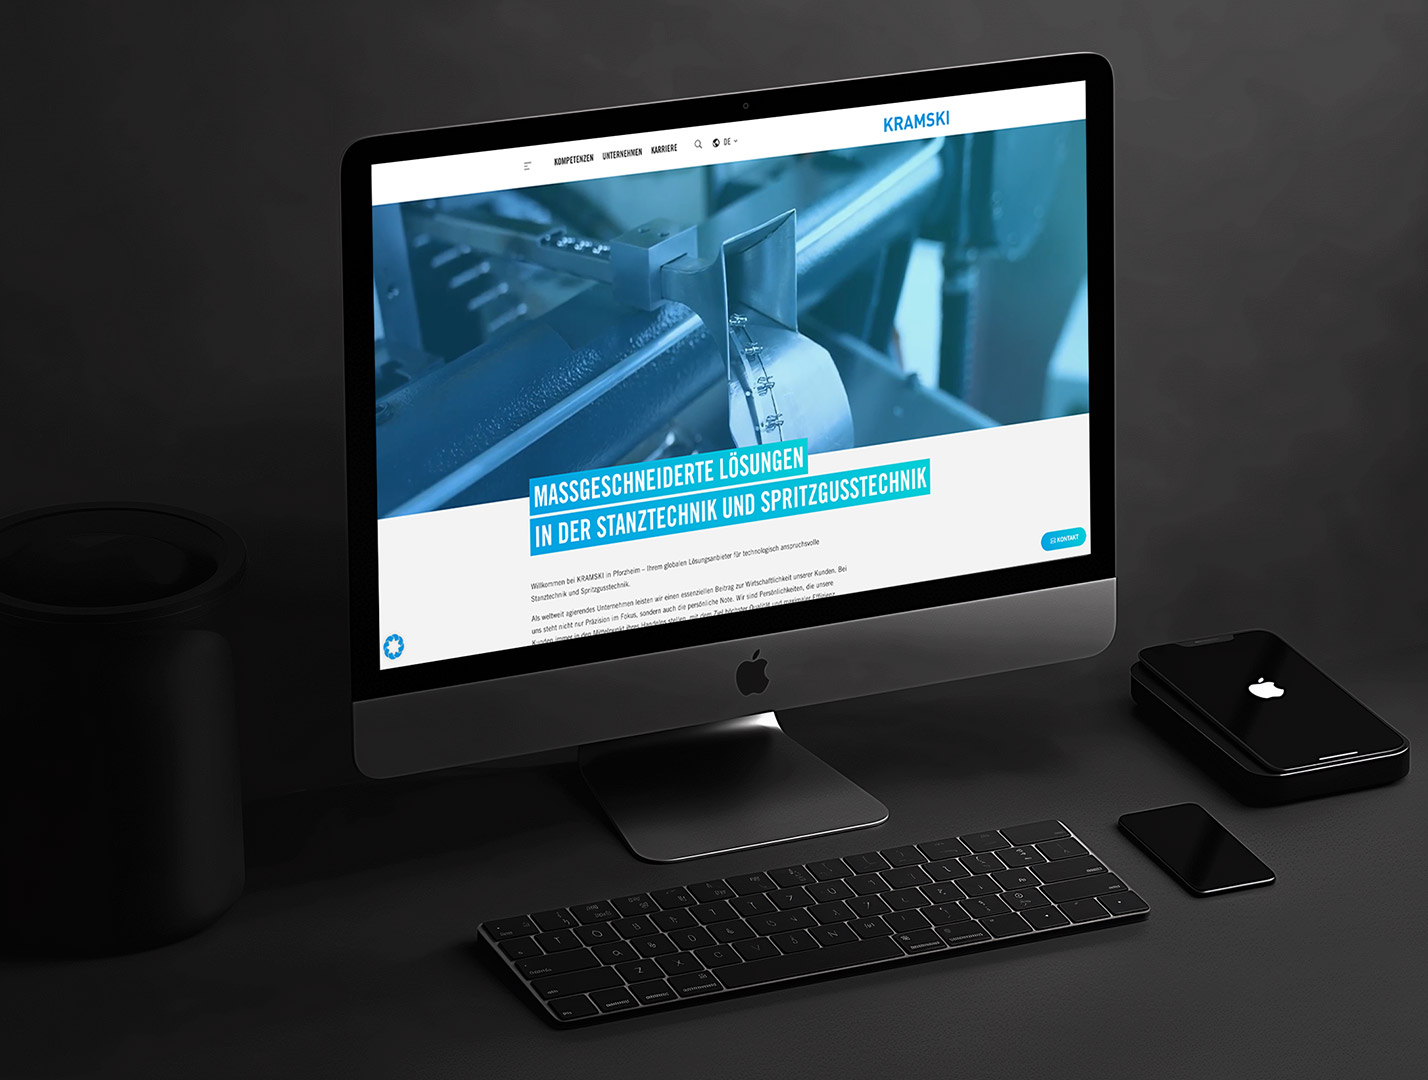 KRAMSKI
KOMPETENZEN UNTERNEHMEN KARRIERE DE
MASSGESCHNEIDERTE LÖSUNGEN
IN DER STANZTECHNIK UND SPRITZGUSSTECHNIK
KONTAKT
Willkommen bei KRAMSKI in Pforzheim – Ihrem globalen Lösungsanbieter für technologisch anspruchsvolle
Stanztechnik und Spritzgusstechnik.
Als weltweit agierendes Unternehmen leisten wir einen essenziellen Beitrag zur Wirtschaftlichkeit unserer Kunden. Bei
uns steht nicht nur Präzision im Fokus, sondern auch die persönliche Note. Wir sind Persönlichkeiten, die unsere
Kunden immer in den Mittelpunkt ihres Handelns stellen, mit dem Ziel höchster Qualität und maximaler Effizienz